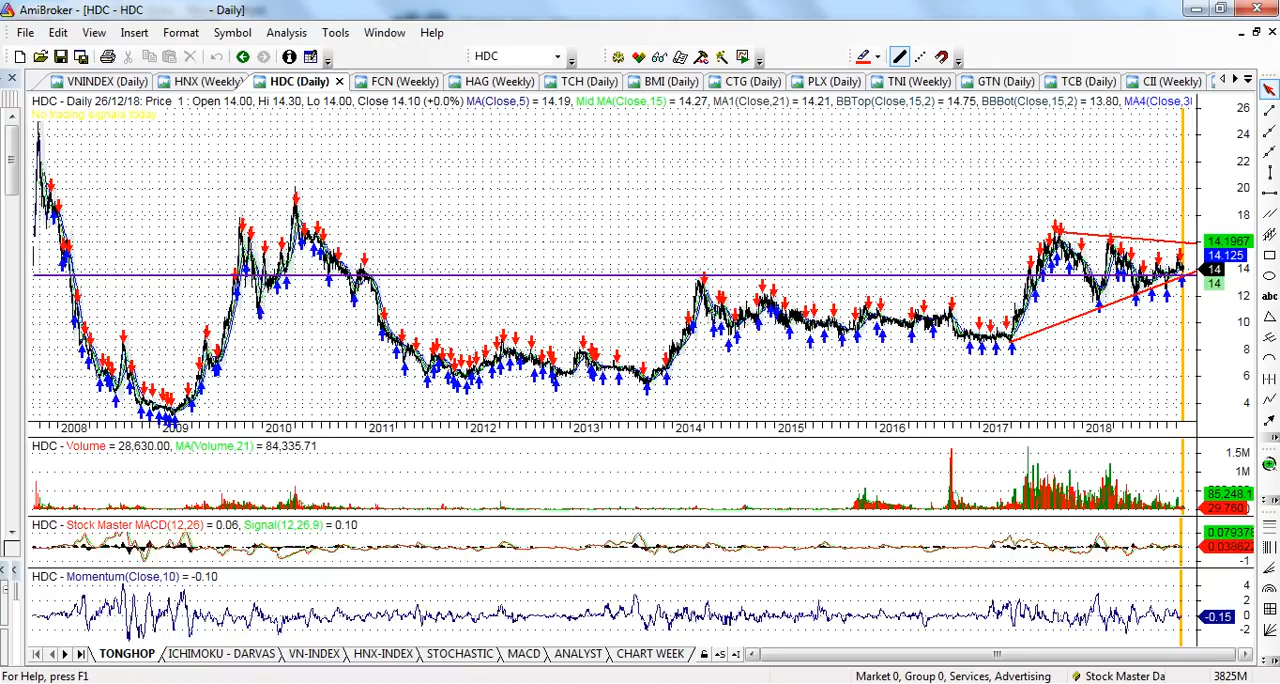 AmiBroker - [HDC - HDC - Daily]
File Edit View Insert Format Symbol Analysis Tools Window Help
HDC
VNINDEX (Daily) HNX (Weekly) HDC (Daily) FCN (Weekly) HAG (Weekly) TCH (Daily) BMI (Daily) CTG (Daily) PLX (Daily) TNI (Weekly) GTN (Daily) TCB (Daily) CII (Weekly)
HDC - Daily 26/12/18: Price 1 : Open 14.00, Hi 14.30, Lo 14.00, Close 14.10 (+0.0%) MA(Close,5) = 14.15, Mid MA(Close,15) = 14.27, MA1(Close,21) = 14.21, BBTop(Close,15,2) = 14.75, BBBot(Close,15,2) = 13.80, MA4(Close,
No trading signals today
26
24
22
20
18
14.1967
14.125
14
14
14
12
10
8
6
4
2008 2009 2010 2011 2012 2013 2014 2015 2016 2017 2018
HDC - Volume = 28,630.00, MA(Volume,21) = 84,335.71
1.5M
1M
85,248.1
29.760
HDC - Stock Master MACD(12,26) = 0.06, Signal(12,26,9) = 0.10
0.079378
0.03862
-1
HDC - Momentum(Close,10) = -0.10
4
2
0
-0.15
-2
TONGHOP ICHIMOKU - DARVAS VN-INDEX HNX-INDEX STOCHASTIC MACD ANALYST CHART WEEK
For Help, press F1 Market 0, Group 0, Services, Advertising Stock Master Da 3825M
abc